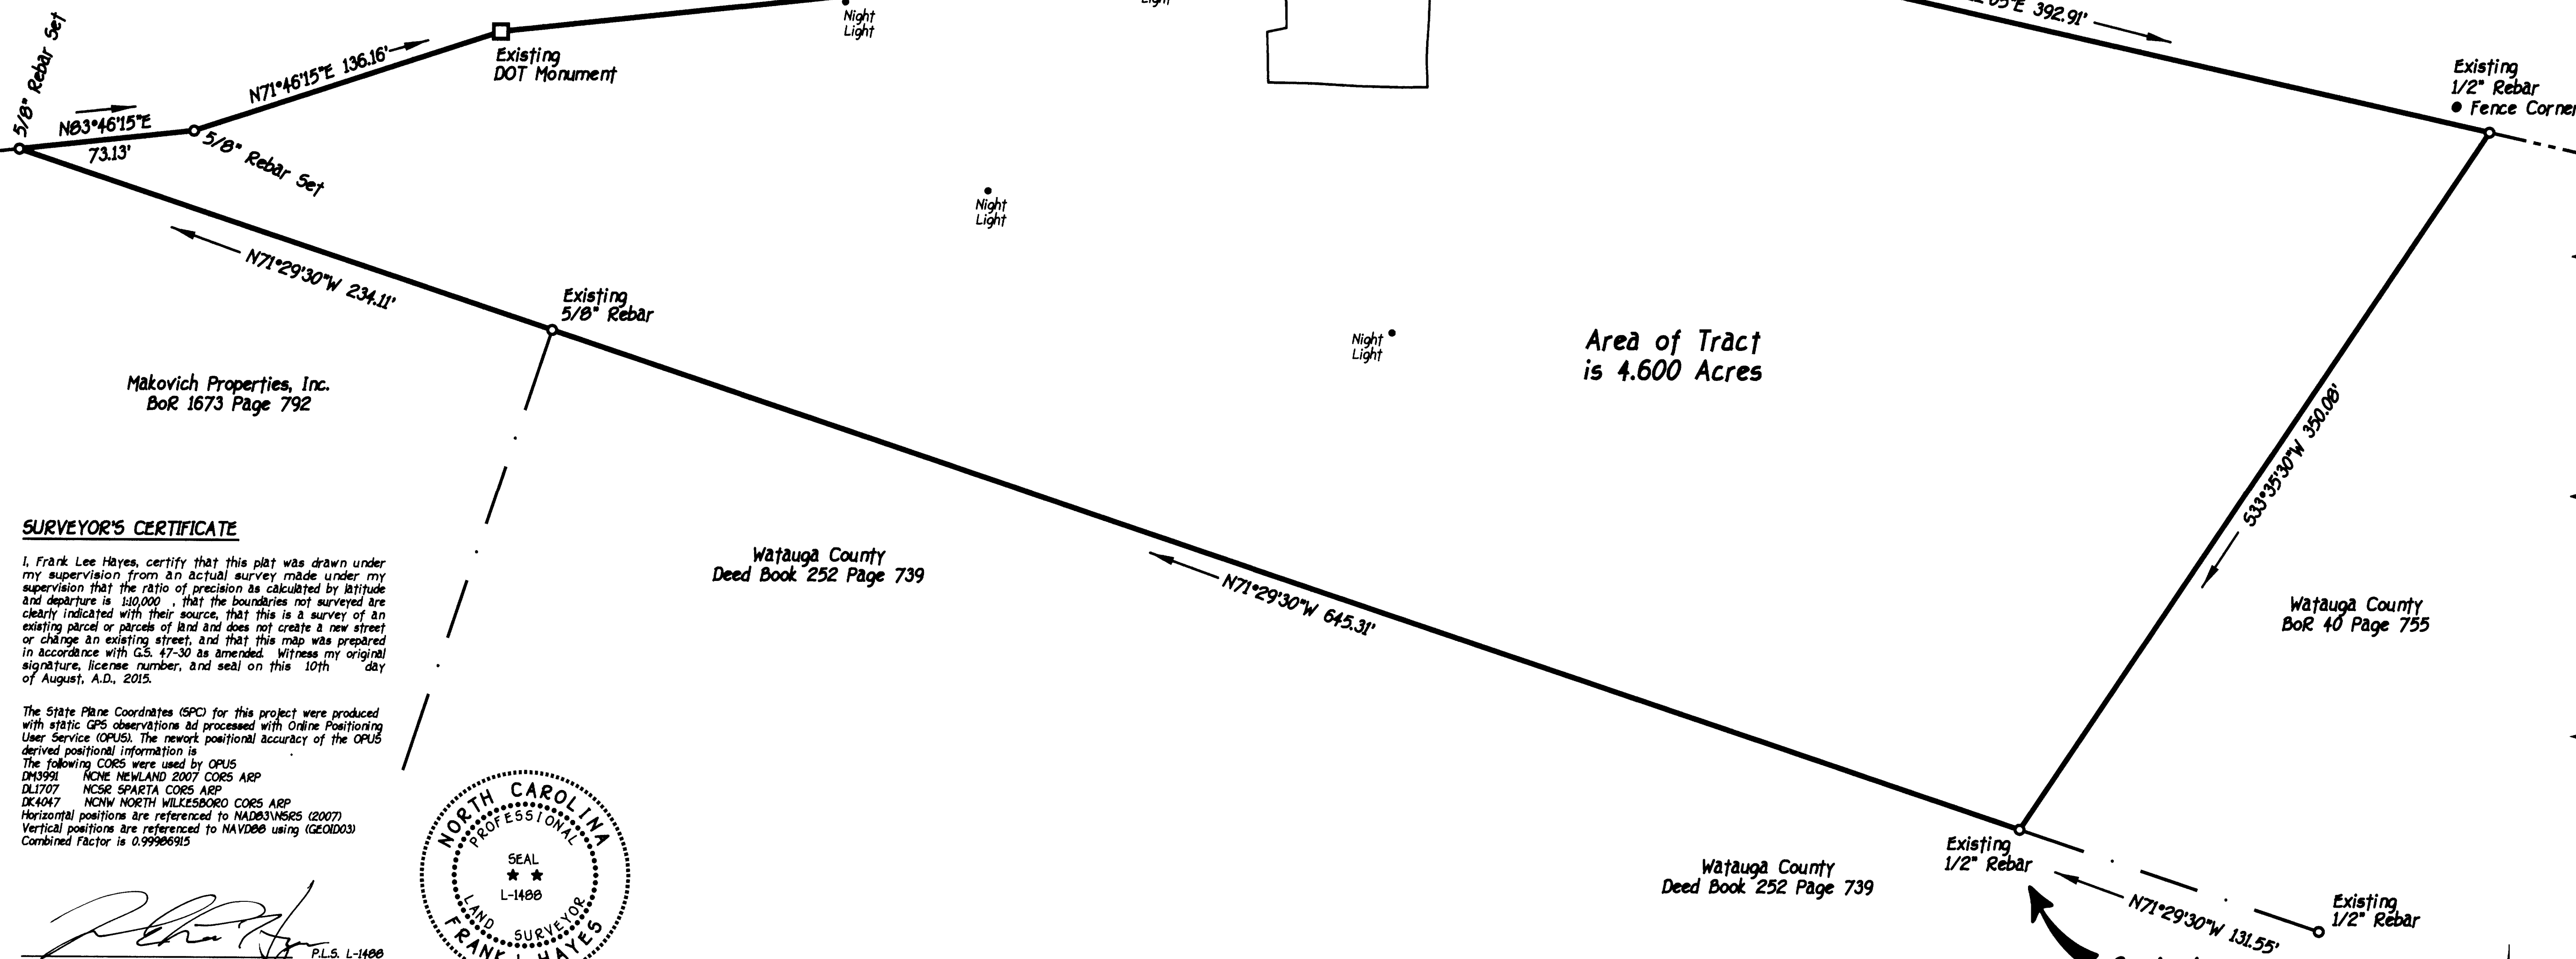 5/8" Rebar Set
N83°46'15"E
73.13'
5/8" Rebar Set
N71°46'15"E 136.16'
Existing
DOT Monument
Night
Light
Light
392.91'
Existing
1/2" Rebar
Fence Corner
Night
Light
N71°29'30"W 234.11'
Existing
5/8" Rebar
Night
Light
Area of Tract
is 4.600 Acres
S33°35'30"W 350.08'
Makovich Properties, Inc.
BoR 1673 Page 792
Watauga County
Deed Book 252 Page 739
N71°29'30"W 645.31'
Watauga County
BoR 40 Page 755
SURVEYOR'S CERTIFICATE
I, Frank Lee Hayes, certify that this plat was drawn under
my supervision from an actual survey made under my
supervision that the ratio of precision as calculated by latitude
and departure is 1:10,000 , that the boundaries not surveyed are
clearly indicated with their source, that this is a survey of an
existing parcel or parcels of land and does not create a new street
or change an existing street, and that this map was prepared
in accordance with G.S. 47-30 as amended. Witness my original
signature, license number, and seal on this 10th day
of August, A.D., 2015.
The State Plane Coordnates (SPC) for this project were produced
with static GPS observations ad processed with Online Positioning
User Service (OPUS). The nework positional accuracy of the OPUS
derived positional information is
The following CORS were used by OPUS
DM3991 NCNE NEWLAND 2007 CORS ARP
DL1707 NCSR SPARTA CORS ARP
DK4047 NCNW NORTH WILKESBORO CORS ARP
Horizontal positions are referenced to NAD83\NSRS (2007)
Vertical positions are referenced to NAVD88 using (GEOID03)
Combined Factor is 0.99986915
P.L.S. L-1488
NORTH CAROLINA
PROFESSIONAL
SEAL
L-1488
LAND SURVEYOR
FRANK L HAYES
Watauga County
Deed Book 252 Page 739
Existing
1/2" Rebar
N71°29'30"W 131.55'
Existing
1/2" Rebar